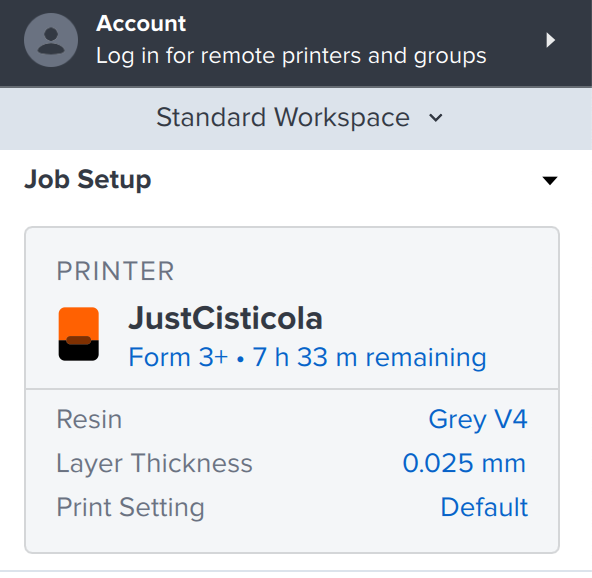 Account
Log in for remote printers and groups
Standard Workspace
Job Setup
PRINTER
JustCisticola
Form 3+ • 7 h 33 m remaining
Resin Grey V4
Layer Thickness 0.025 mm
Print Setting Default